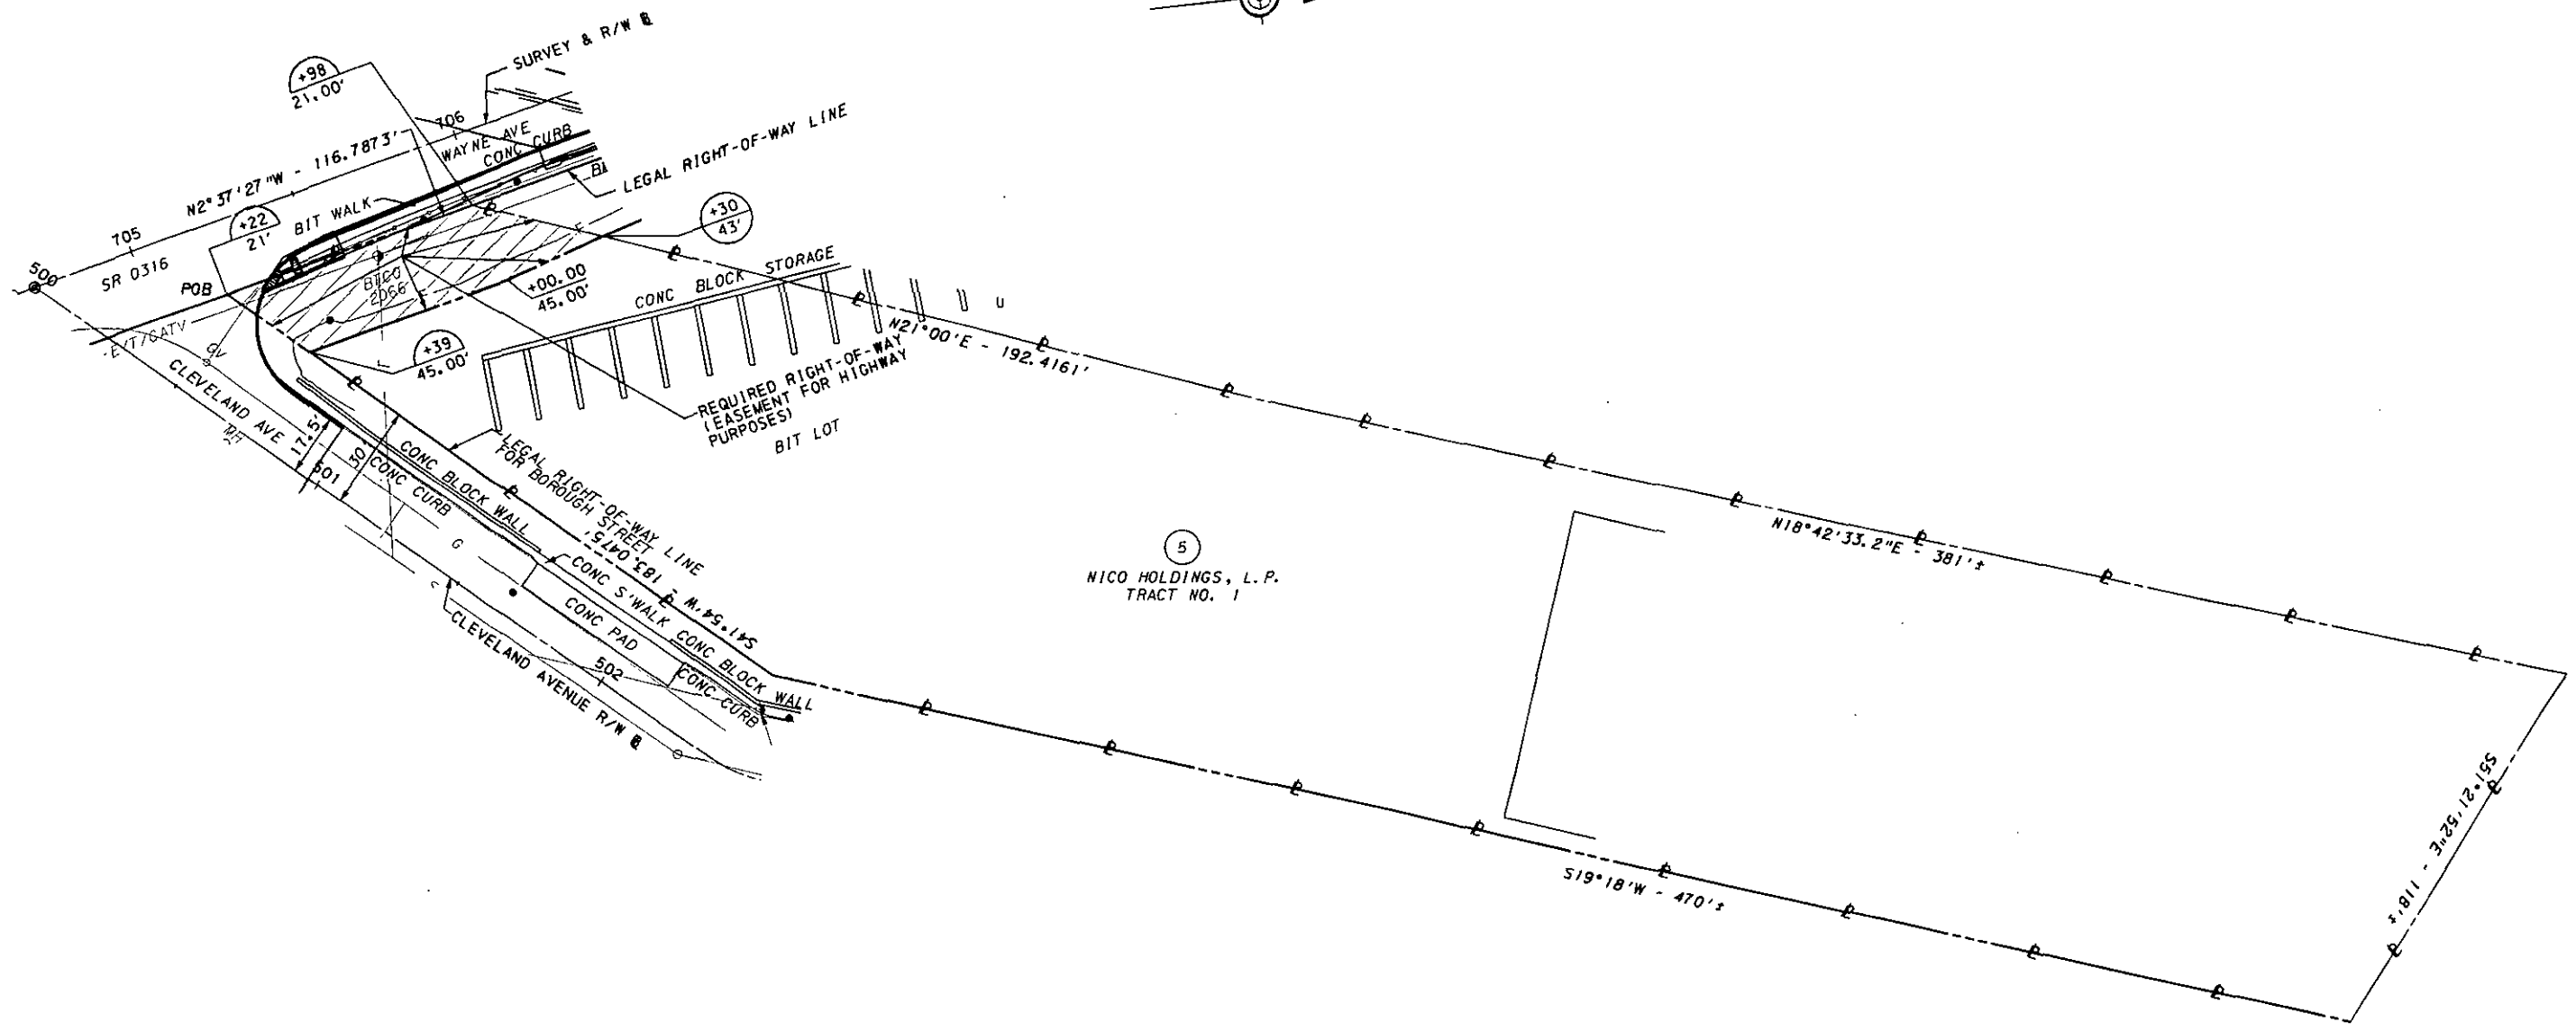 SURVEY & R/W
+98
21.00'
706
WAYNE AVE
CONC CURB
N2°37'27"W - 116.7873'
LEGAL RIGHT-OF-WAY LINE
BIT WALK
+22
21'
705
SR 0316
500
POB
+30
43'
+00.00
45.00'
CONC BLOCK STORAGE
U
N21°00'E - 192.4161'
+39
45.00'
E/T/CATV
GV
CLEVELAND AVE
MH
17.5'
30'
501
REQUIRED RIGHT-OF-WAY
(EASEMENT FOR HIGHWAY
PURPOSES)
BIT LOT
LEGAL RIGHT-OF-WAY LINE
FOR BOROUGH STREET
S41°54'W - 183.0475'
CONC BLOCK WALL
CONC CURB
G
CONC S'WALK
CONC BLOCK WALL
CONC PAD
CONC CURB
502
CLEVELAND AVENUE R/W
5
NICO HOLDINGS, L.P.
TRACT NO. 1
N18°42'33.2"E - 381'±
S51°21'52"E - 118'±
S19°18'W - 470'±